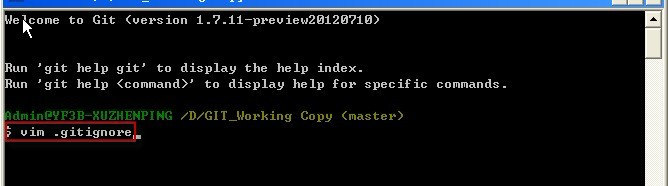 Welcome to Git (version 1.7.11-preview20120710)
Run 'git help git' to display the help index.
Run 'git help <command>' to display help for specific commands.
Admin@YF3B-XUZHENPING /D/GIT_Working Copy (master)
$ vim .gitignore